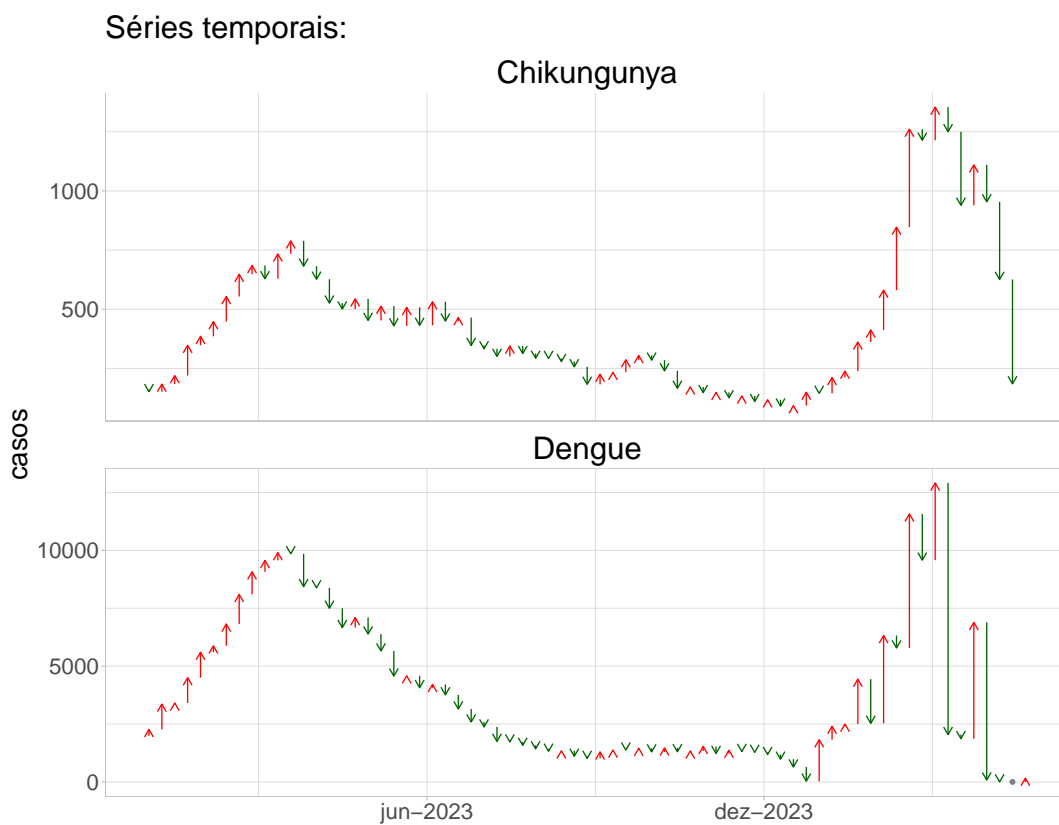 Séries temporais:
Chikungunya
1000
500
casos
Dengue
10000
5000
0
jun−2023
dez−2023